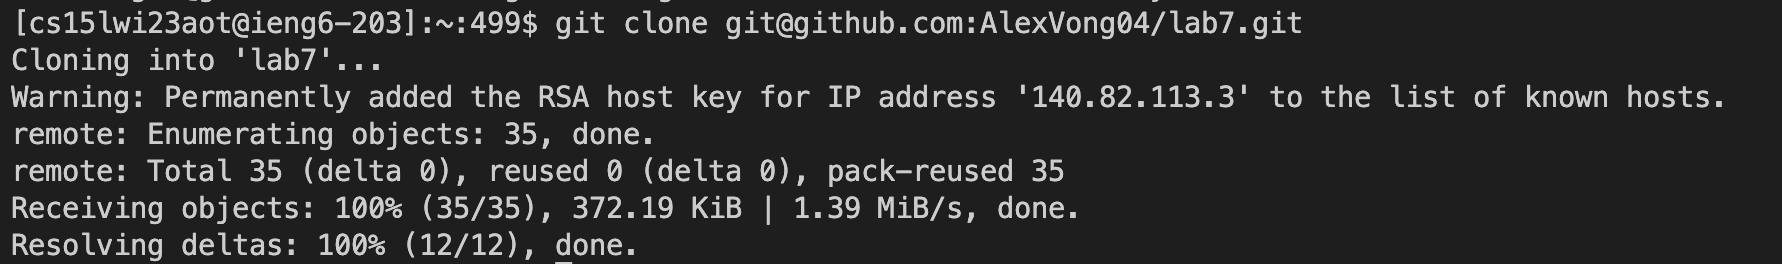 [cs15lwi23aot@ieng6-203]:~:499$ git clone git@github.com:AlexVong04/lab7.git
Cloning into 'lab7'...
Warning: Permanently added the RSA host key for IP address '140.82.113.3' to the list of known hosts.
remote: Enumerating objects: 35, done.
remote: Total 35 (delta 0), reused 0 (delta 0), pack-reused 35
Receiving objects: 100% (35/35), 372.19 KiB | 1.39 MiB/s, done.
Resolving deltas: 100% (12/12), done.